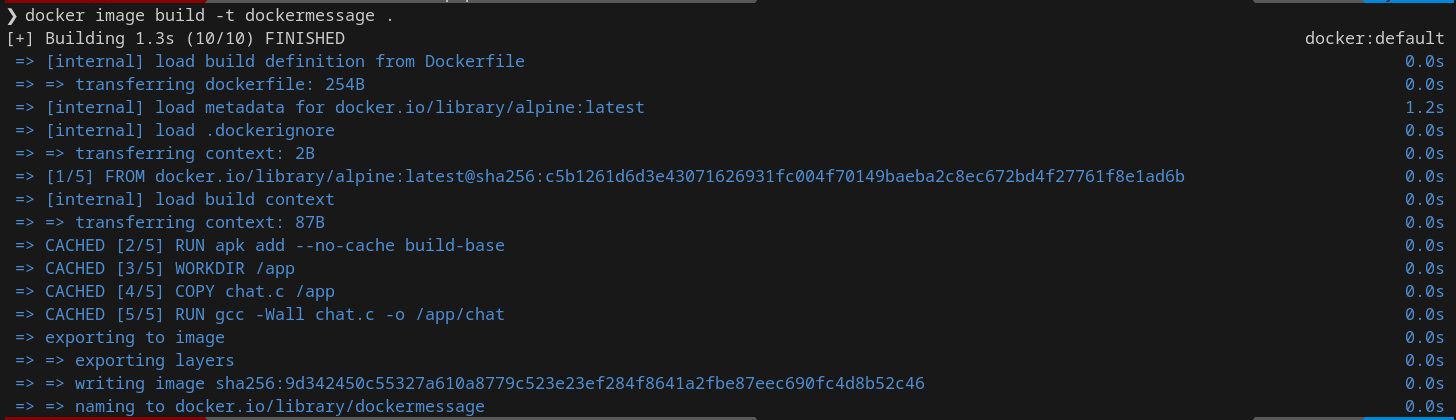 ❯ docker image build -t dockermessage .
[+] Building 1.3s (10/10) FINISHED docker:default
=> [internal] load build definition from Dockerfile 0.0s
=> => transferring dockerfile: 254B 0.0s
=> [internal] load metadata for docker.io/library/alpine:latest 1.2s
=> [internal] load .dockerignore 0.0s
=> => transferring context: 2B 0.0s
=> [1/5] FROM docker.io/library/alpine:latest@sha256:c5b1261d6d3e43071626931fc004f70149baeba2c8ec672bd4f27761f8e1ad6b 0.0s
=> [internal] load build context 0.0s
=> => transferring context: 87B 0.0s
=> CACHED [2/5] RUN apk add --no-cache build-base 0.0s
=> CACHED [3/5] WORKDIR /app 0.0s
=> CACHED [4/5] COPY chat.c /app 0.0s
=> CACHED [5/5] RUN gcc -Wall chat.c -o /app/chat 0.0s
=> exporting to image 0.0s
=> => exporting layers 0.0s
=> => writing image sha256:9d342450c55327a610a8779c523e23ef284f8641a2fbe87eec690fc4d8b52c46 0.0s
=> => naming to docker.io/library/dockermessage 0.0s